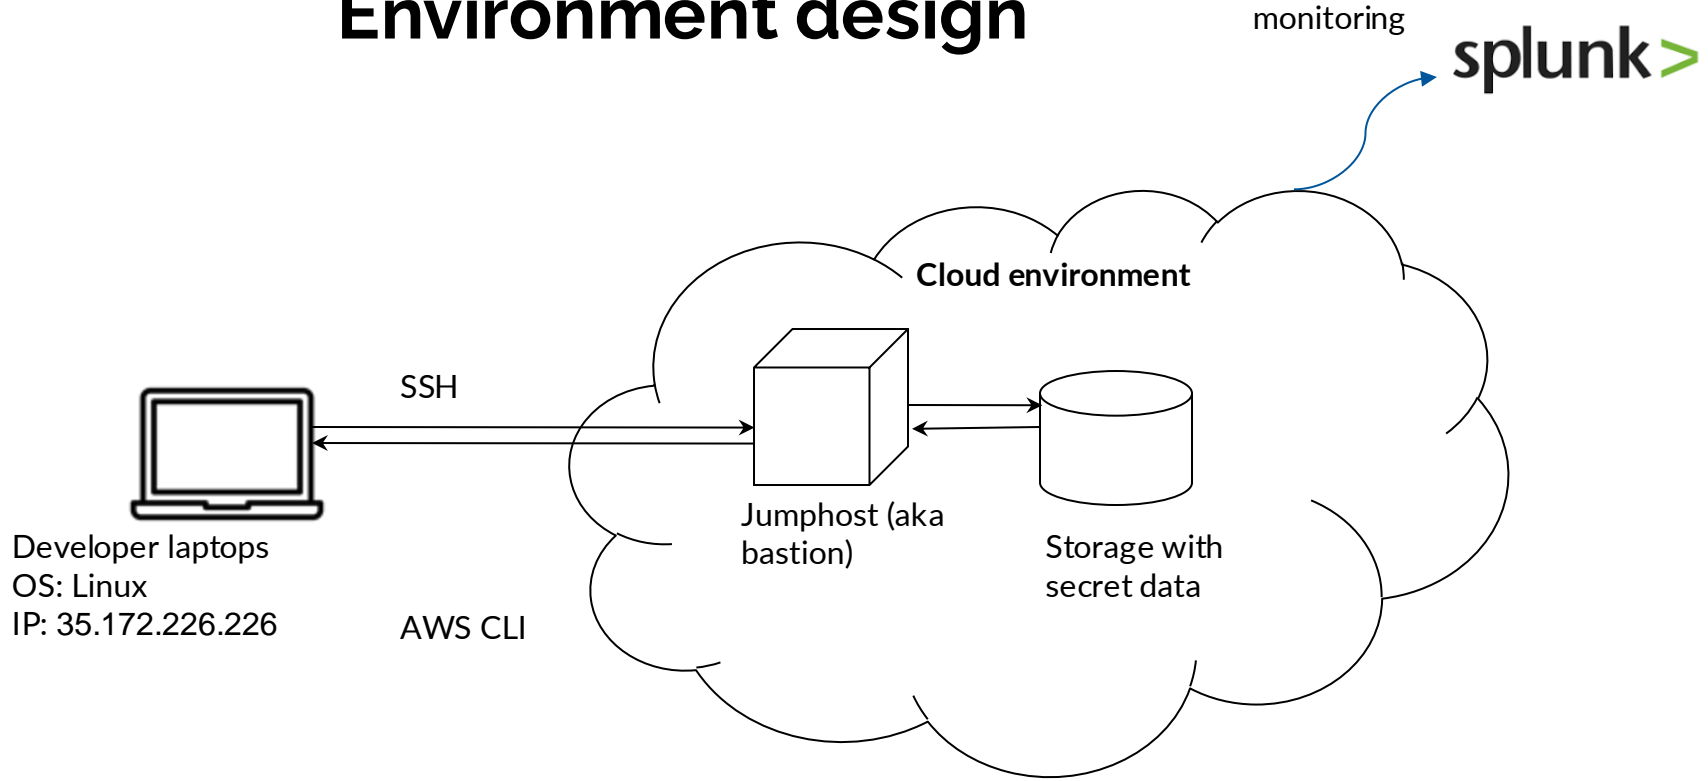 Environment design
monitoring
splunk>
Cloud environment
SSH
Jumphost (aka
bastion)
Storage with
secret data
Developer laptops
OS: Linux
IP: 35.172.226.226
AWS CLI